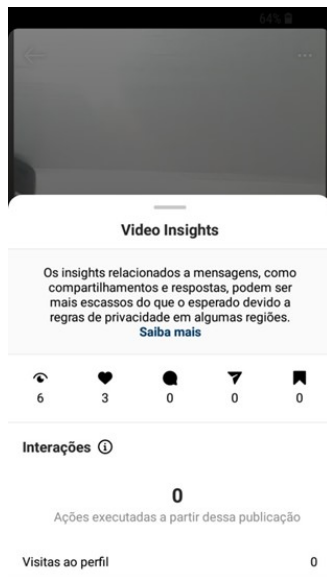 64%
Video Insights
Os insights relacionados a mensagens, como
compartilhamentos e respostas, podem ser
mais escassos do que o esperado devido a
regras de privacidade em algumas regiões.
Saiba mais
6 3 0 0 0
Interações
0
Ações executadas a partir dessa publicação
Visitas ao perfil 0